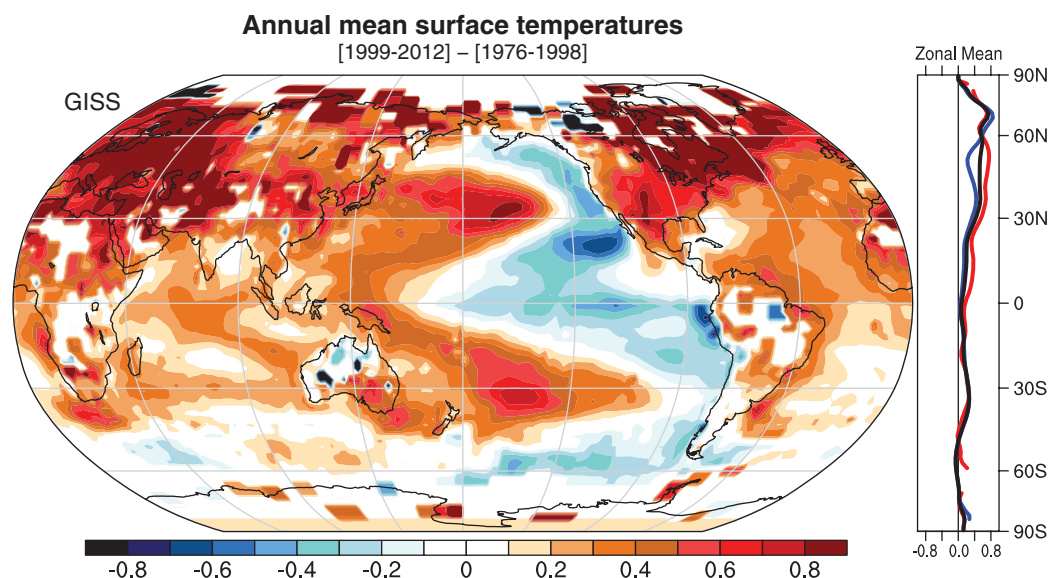 Annual mean surface temperatures
[1999-2012] – [1976-1998]
Zonal Mean
GISS
90N
60N
30N
0
30S
60S
90S
-0.8 0.0 0.8
-0.8 -0.6 -0.4 -0.2 0 0.2 0.4 0.6 0.8